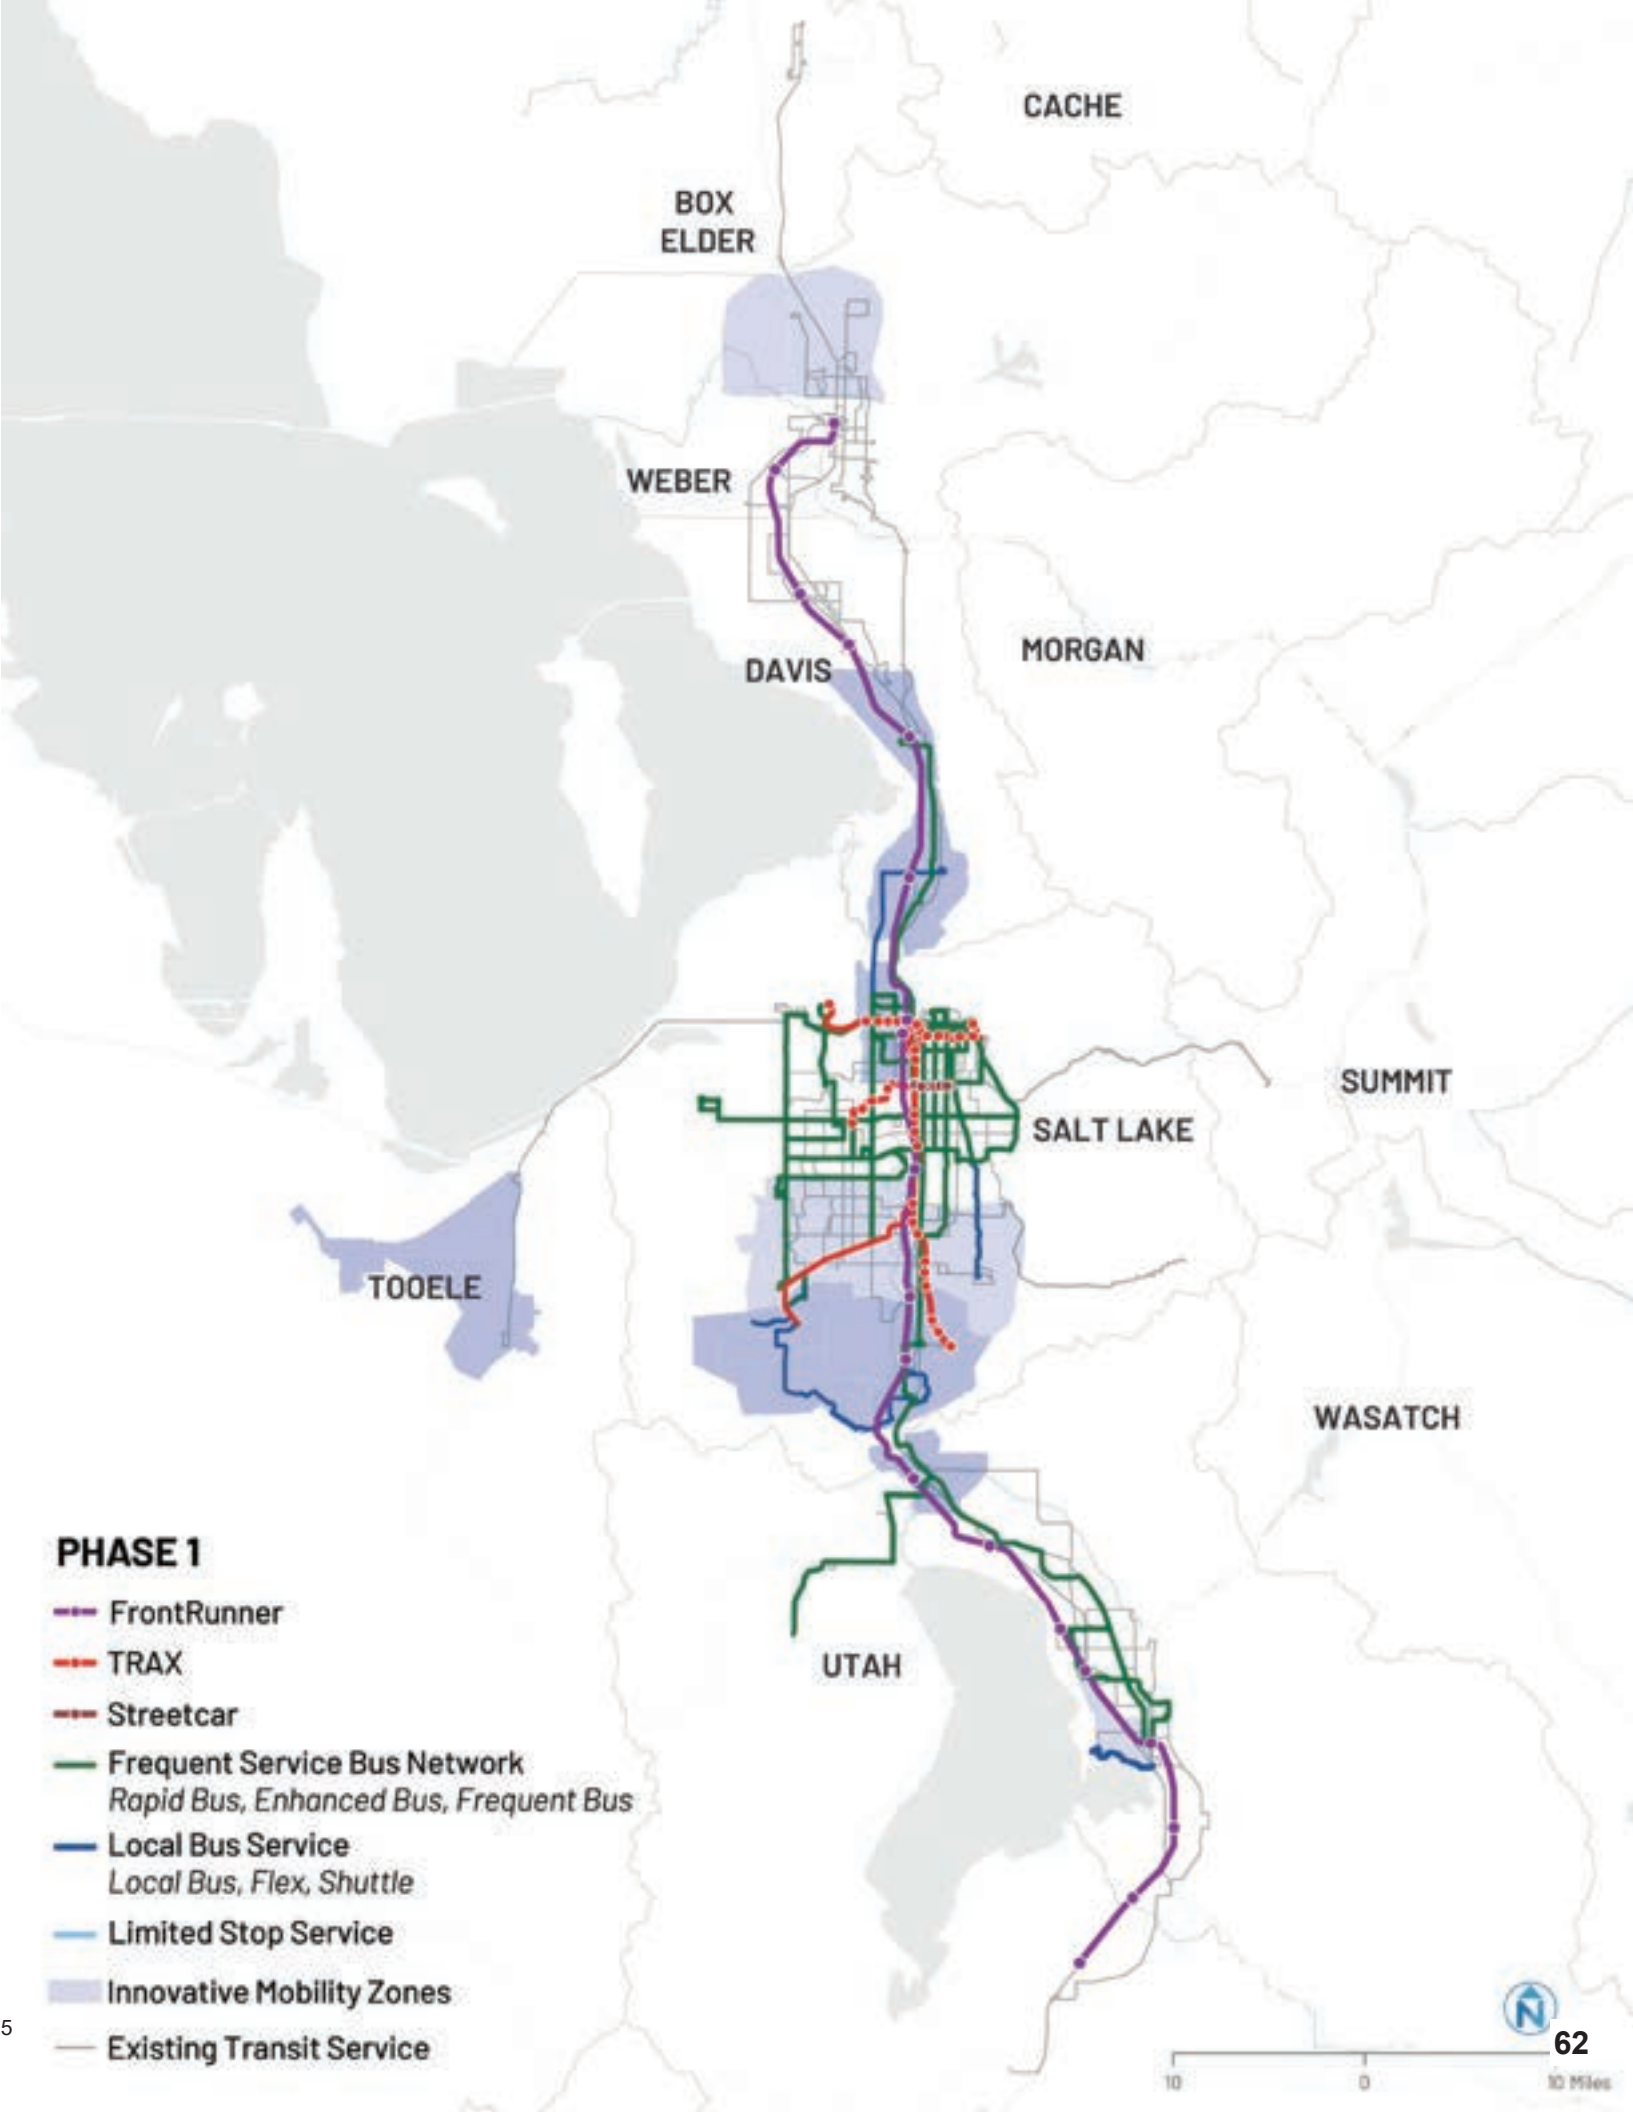 CACHE
BOX
ELDER
WEBER
MORGAN
DAVIS
SUMMIT
SALT LAKE
TOOELE
WASATCH
UTAH
PHASE 1
FrontRunner
TRAX
Streetcar
Frequent Service Bus Network
Rapid Bus, Enhanced Bus, Frequent Bus
Local Bus Service
Local Bus, Flex, Shuttle
Limited Stop Service
Innovative Mobility Zones
Existing Transit Service
5
N
62
10 0 10 Miles